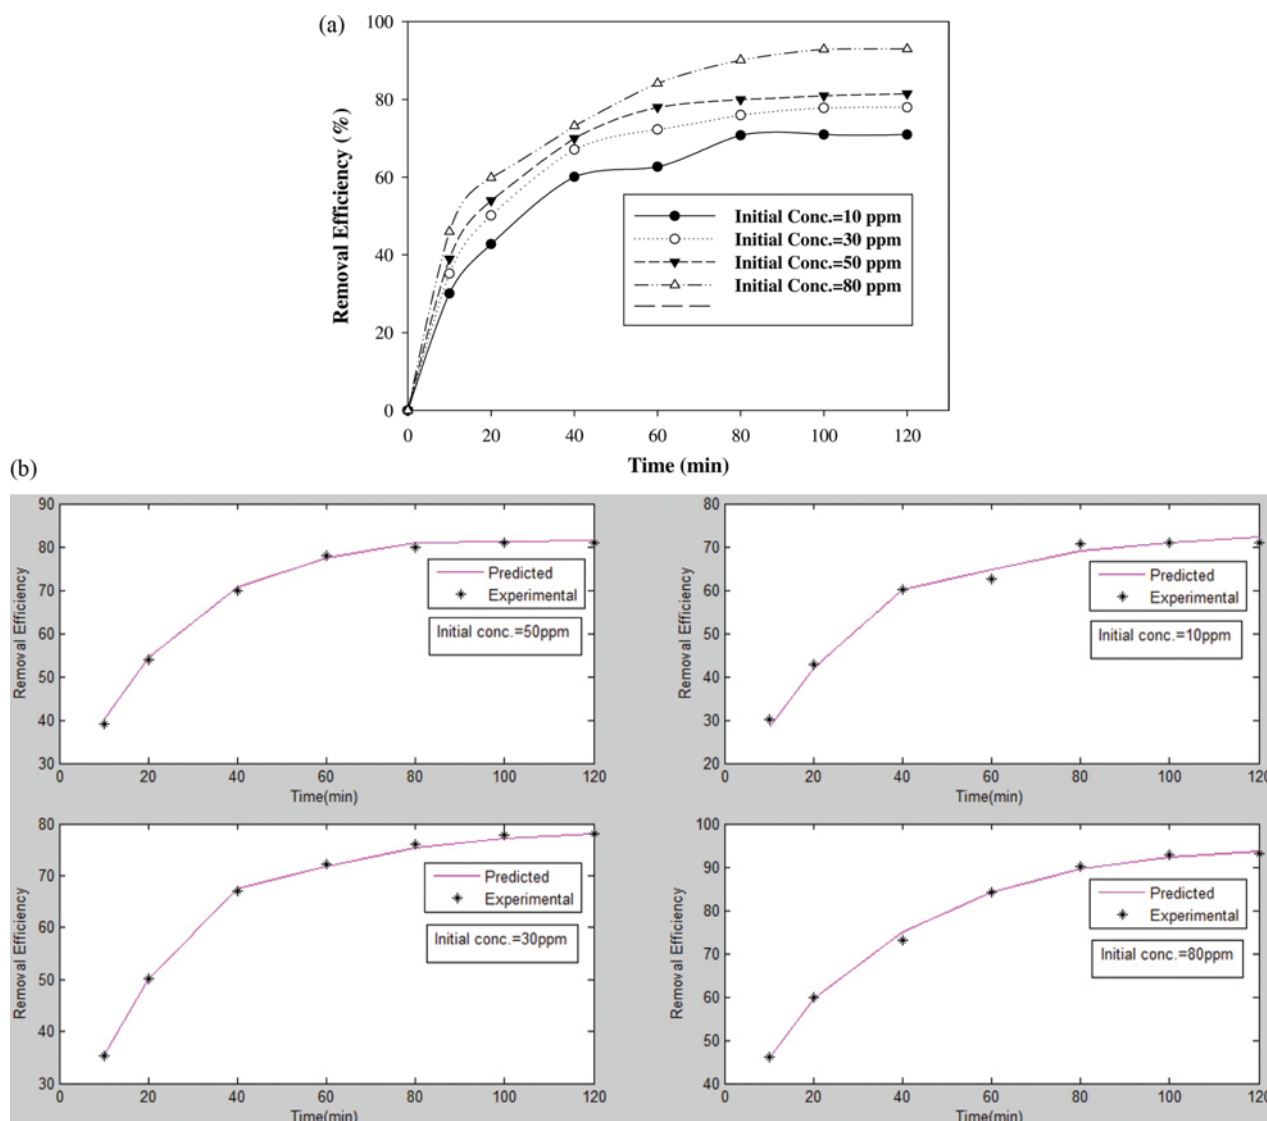 (a)
100
80
60
40
20
0
Removal Efficiency (%)
Initial Conc.=10 ppm
Initial Conc.=30 ppm
Initial Conc.=50 ppm
Initial Conc.=80 ppm
0 20 40 60 80 100 120
Time (min)
(b)
90
80
70
60
50
40
30
Removal Efficiency
Predicted
Experimental
Initial conc.=50ppm
0 20 40 60 80 100 120
Time(min)
80
70
60
50
40
30
20
Removal Efficiency
Predicted
Experimental
Initial conc.=10ppm
0 20 40 60 80 100 120
Time(min)
80
70
60
50
40
30
Removal Efficiency
Predicted
Experimental
Initial conc.=30ppm
0 20 40 60 80 100 120
Time(min)
100
90
80
70
60
50
40
Removal Efficiency
Predicted
Experimental
Initial conc.=80ppm
0 20 40 60 80 100 120
Time(min)